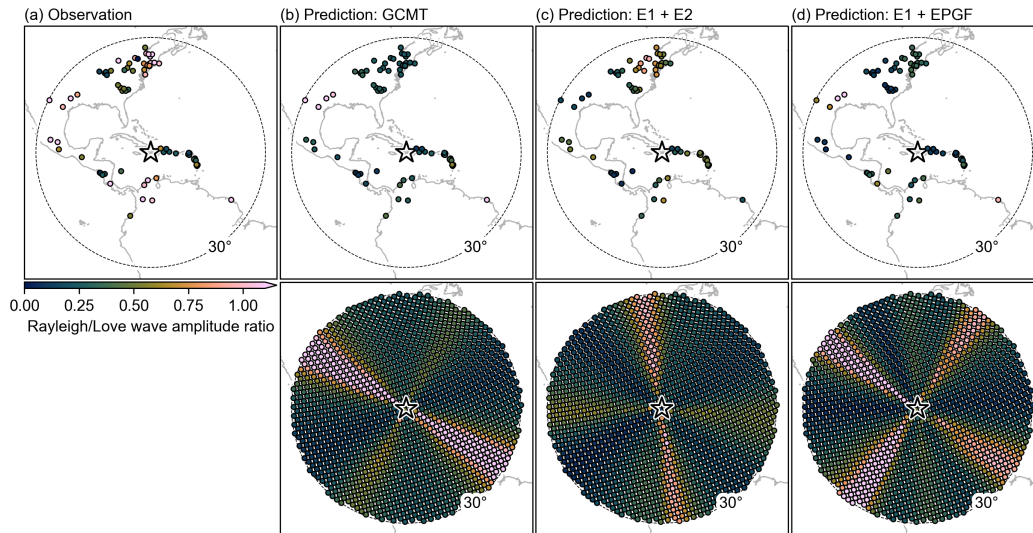 (a) Observation
(b) Prediction: GCMT
(c) Prediction: E1 + E2
(d) Prediction: E1 + EPGF
30°
30°
30°
30°
0.00 0.25 0.50 0.75 1.00
Rayleigh/Love wave amplitude ratio
30°
30°
30°